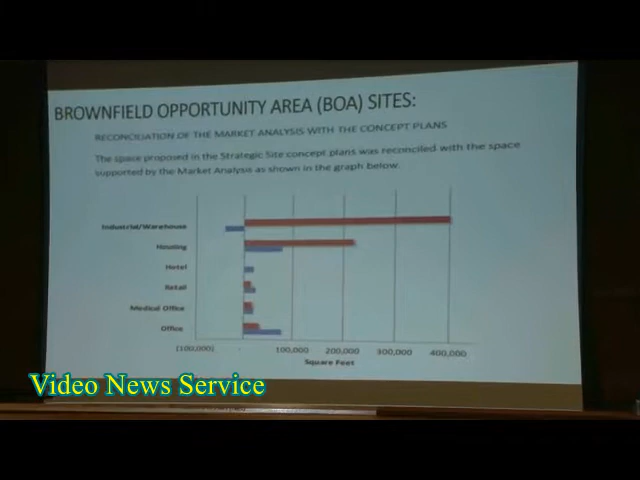 BROWNFIELD OPPORTUNITY AREA (BOA) SITES:
RECONCILIATION OF THE MARKET ANALYSIS WITH THE CONCEPT PLANS
The space proposed in the Strategic Site concept plans was reconciled with the space
supported by the Market Analysis as shown in the graph below.
Industrial/Warehouse
Housing
Hotel
Retail
Medical Office
Office
(100,000) - 100,000 200,000 300,000 400,000
Square Feet
Video News Service